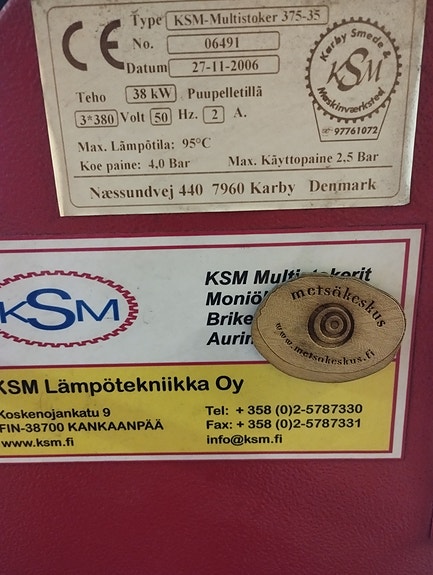 CE
Type KSM-Multistoker 375-35
No. 06491
Datum 27-11-2006
Karby Smede &
KSM
Maskinværksted
☏97761072
Teho 38 kW Puupelletillä
3*380 Volt 50 Hz. 2 A.
Max. Lämpötila: 95°C
Koe paine: 4,0 Bar Max. Käyttopaine 2,5 Bar
Næssundvej 440 7960 Karby Denmark
KSM
KSM Multistokerit
Moniöl
Brike
Aurin
metsäkeskus
www.metsakeskus.fi
KSM Lämpötekniikka Oy
Koskenojankatu 9
FIN-38700 KANKAANPÄÄ
www.ksm.fi
Tel: + 358 (0)2-5787330
Fax: + 358 (0)2-5787331
info@ksm.fi